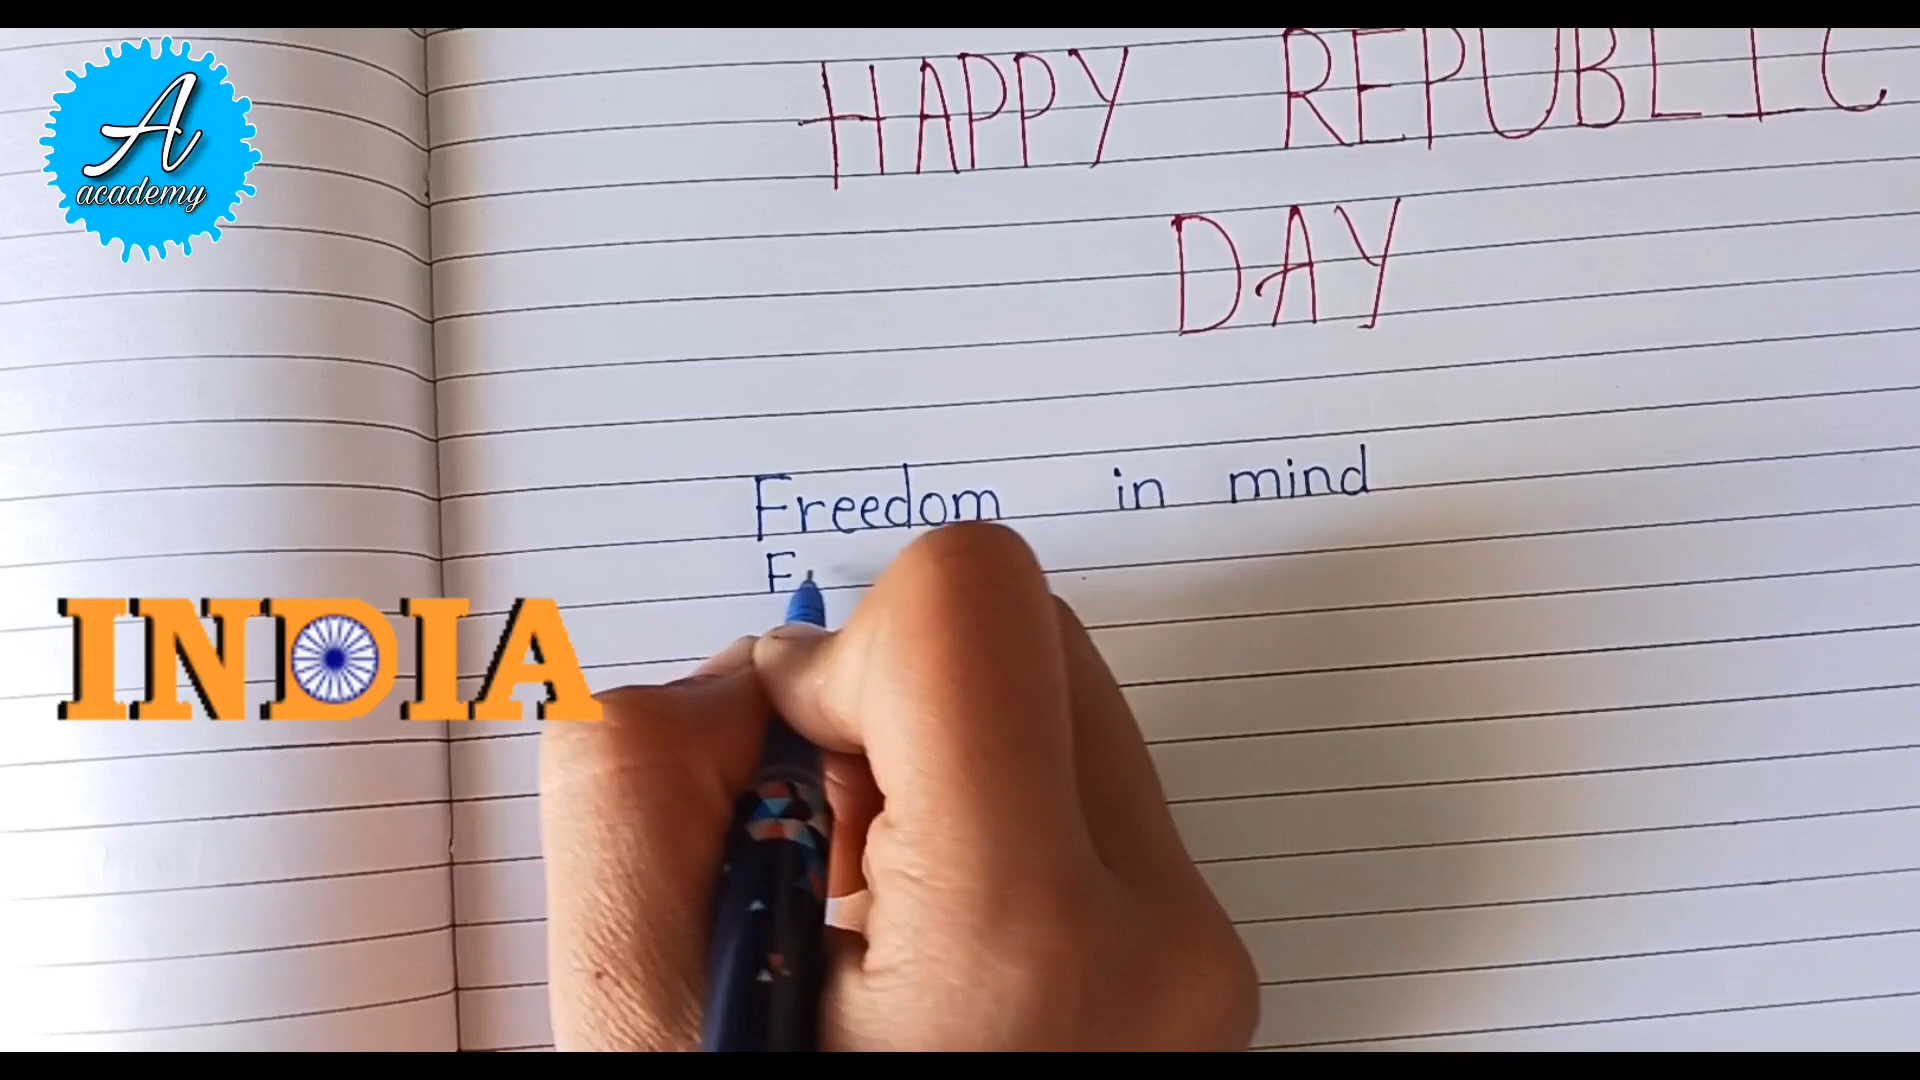 A
academy
HAPPY REPUBLIC
DAY
Freedom in mind
F
INDIA